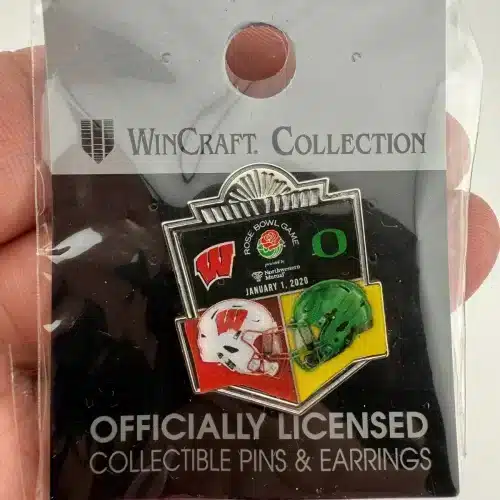 WINCRAFT. COLLECTION
ROSE BOWL GAME
W
O
presented by
Northwestern
Mutual
JANUARY 1, 2020
OFFICIALLY LICENSED
COLLECTIBLE PINS & EARRINGS